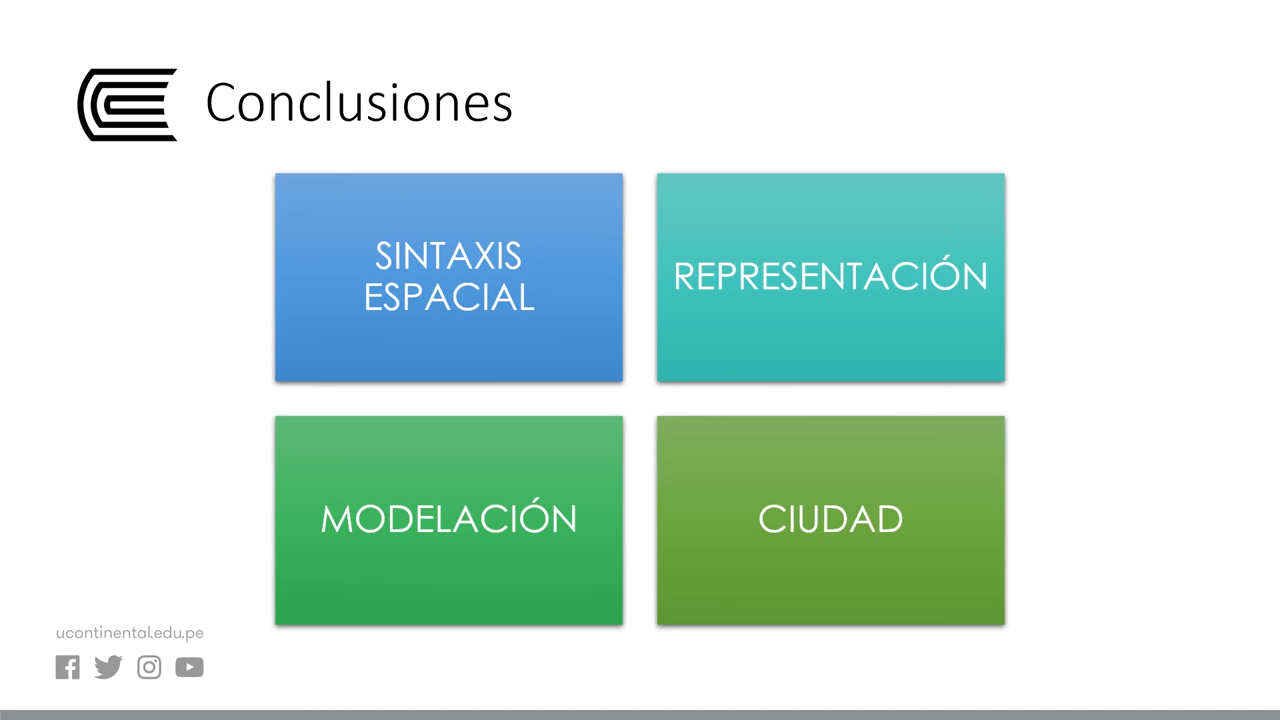 Conclusiones
SINTAXIS
ESPACIAL
REPRESENTACIÓN
MODELACIÓN
CIUDAD
ucontinental.edu.pe